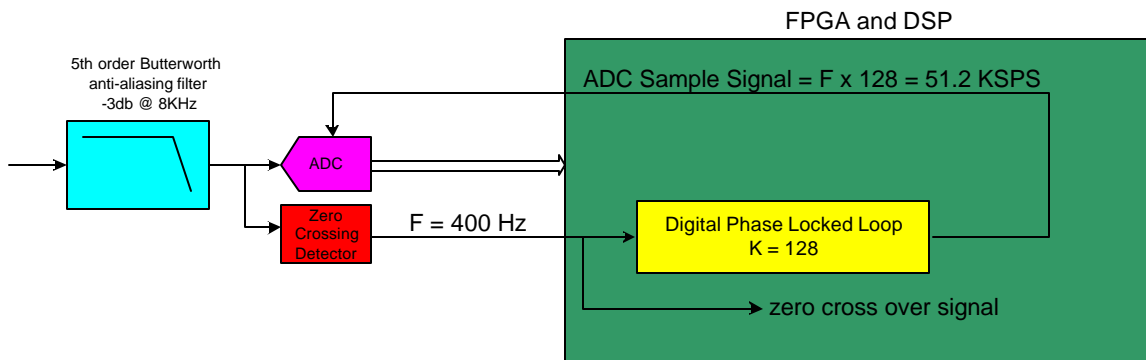 FPGA and DSP
5th order Butterworth
anti-aliasing filter
-3db @ 8KHz
ADC Sample Signal = F x 128 = 51.2 KSPS
ADC
Zero
Crossing
Detector
F = 400 Hz
Digital Phase Locked Loop
K = 128
zero cross over signal